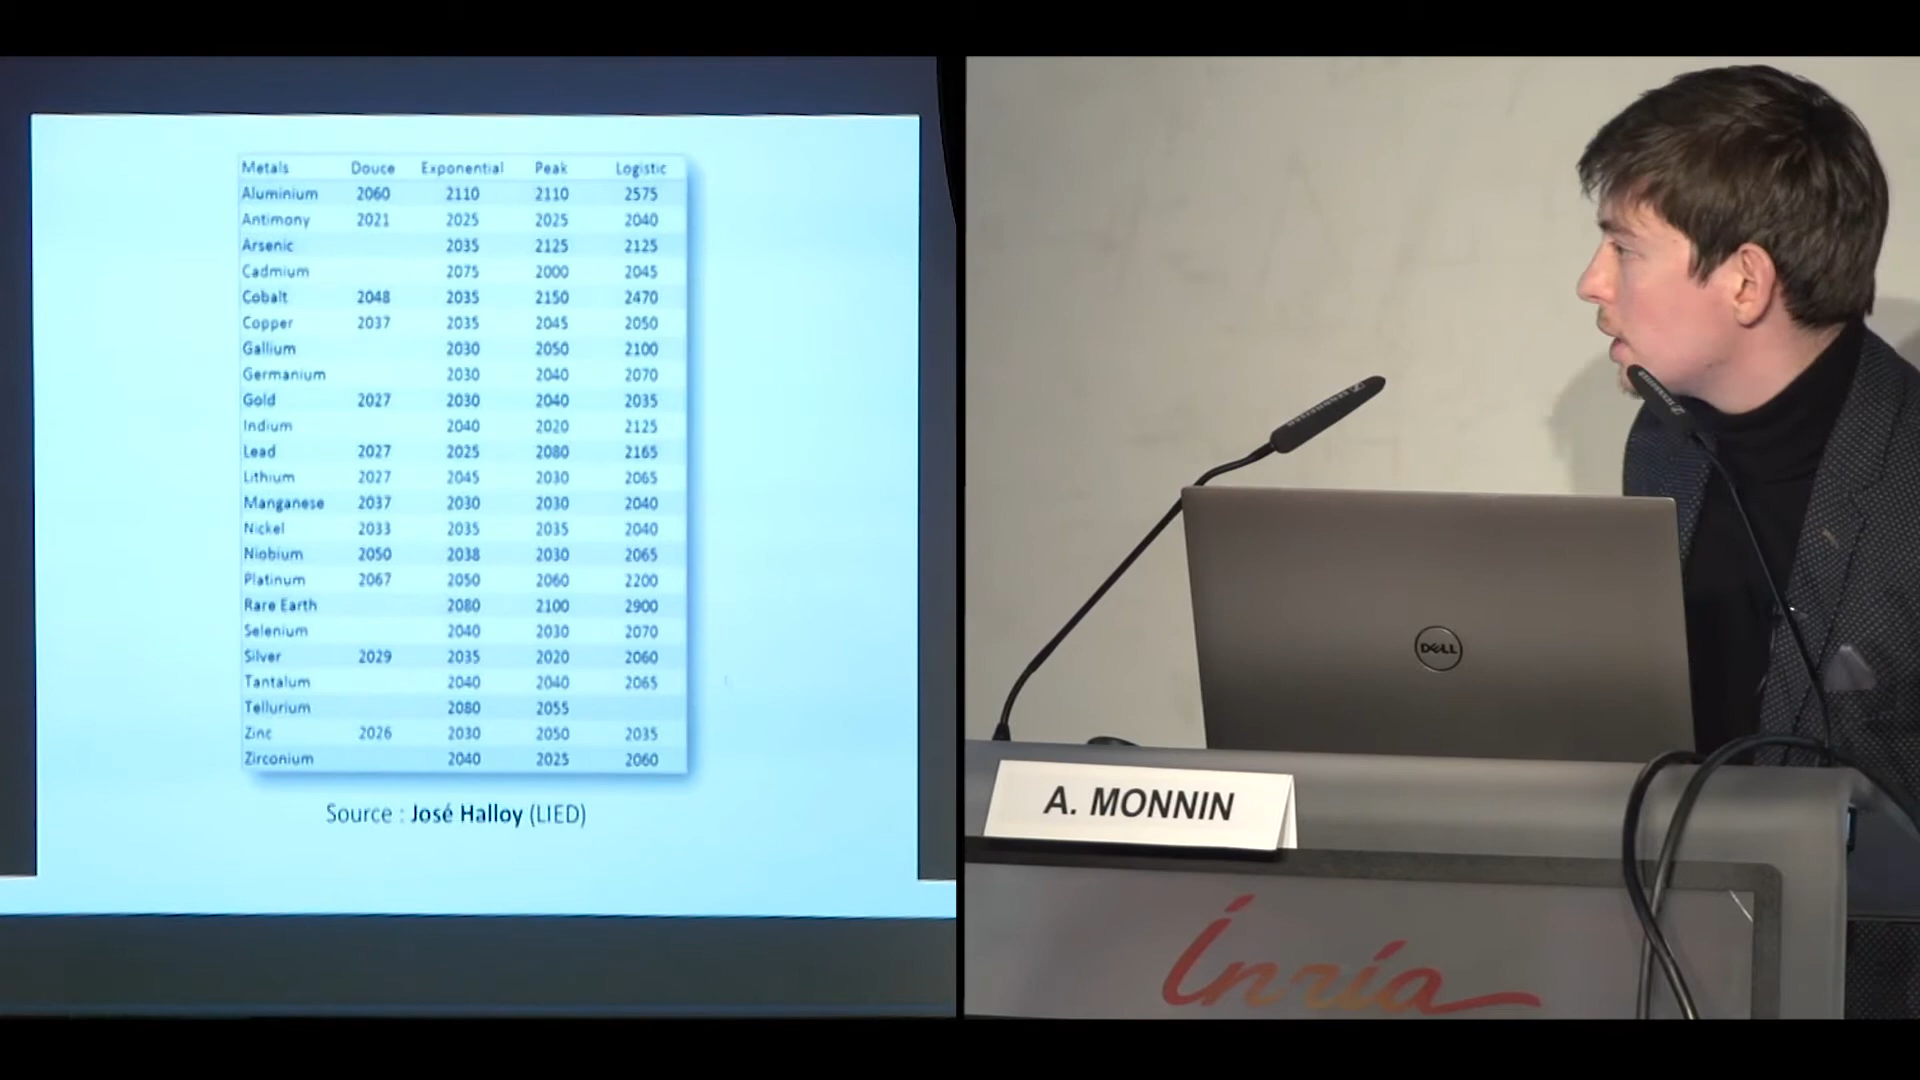 Metals Douce Exponential Peak Logistic
Aluminium 2060 2110 2110 2575
Antimony 2021 2025 2025 2040
Arsenic 2035 2125 2125
Cadmium 2075 2000 2045
Cobalt 2048 2035 2150 2470
Copper 2037 2035 2045 2050
Gallium 2030 2050 2100
Germanium 2030 2040 2070
Gold 2027 2030 2040 2035
Indium 2040 2020 2125
Lead 2027 2025 2080 2165
Lithium 2027 2045 2030 2065
Manganese 2037 2030 2030 2040
Nickel 2033 2035 2035 2040
Niobium 2050 2038 2030 2065
Platinum 2067 2050 2060 2200
Rare Earth 2080 2100 2900
Selenium 2040 2030 2070
Silver 2029 2035 2020 2060
Tantalum 2040 2040 2065
Tellurium 2080 2055
Zinc 2026 2030 2050 2035
Zirconium 2040 2025 2060
Source : José Halloy (LIED)
SENNHEISER
SENNHEISER
DELL
A. MONNIN
Inria